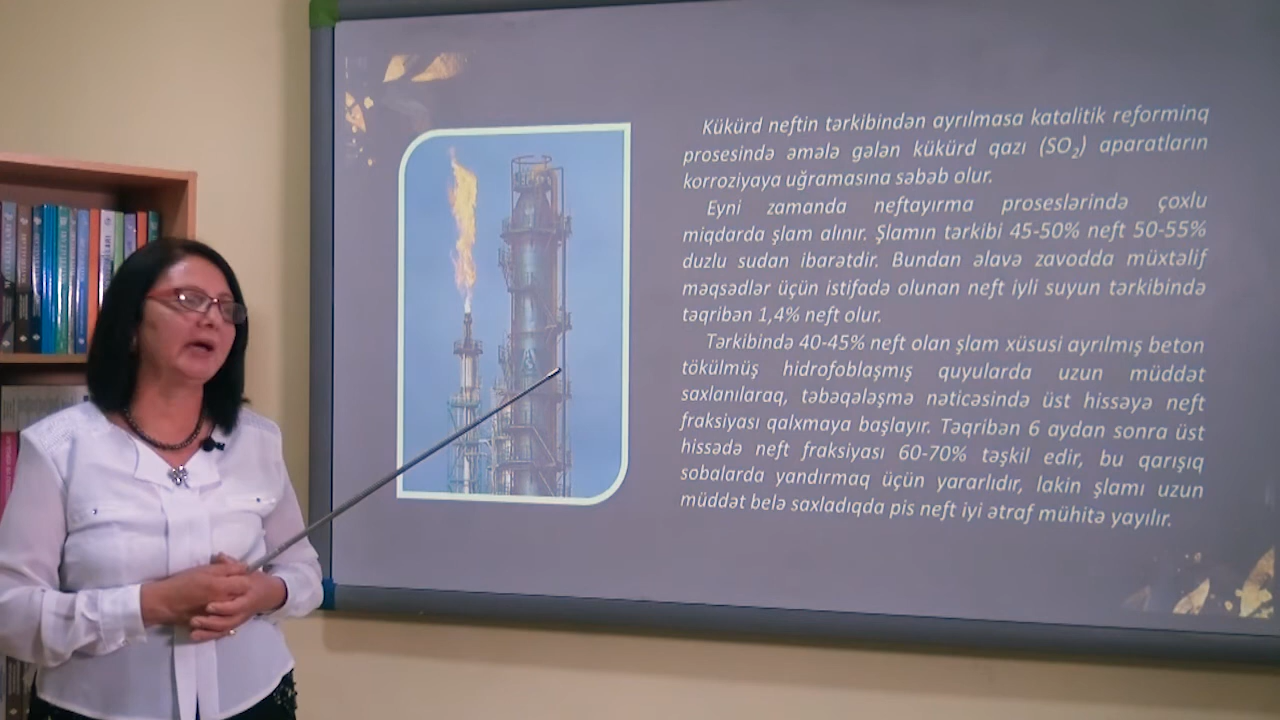 Kükürd neftin tərkibindən ayrılmasa katalitik reforminq
prosesində əmələ gələn kükürd qazı (SO₂) aparatların
korroziyaya uğramasına səbəb olur.
Eyni zamanda neftayırma proseslərində çoxlu
miqdarda şlam alınır. Şlamın tərkibi 45-50% neft 50-55%
duzlu sudan ibarətdir. Bundan əlavə zavodda müxtəlif
məqsədlər üçün istifadə olunan neft iyli suyun tərkibində
təqribən 1,4% neft olur.
Tərkibində 40-45% neft olan şlam xüsusi ayrılmış beton
tökülmüş hidrofoblaşmış quyularda uzun müddət
saxlanılaraq, təbəqələşmə nəticəsində üst hissəyə neft
fraksiyası qalxmaya başlayır. Təqribən 6 aydan sonra üst
hissədə neft fraksiyası 60-70% təşkil edir, bu qarışıq
sobalarda yandırmaq üçün yararlıdır, lakin şlamı uzun
müddət belə saxladıqda pis neft iyi ətraf mühitə yayılır.